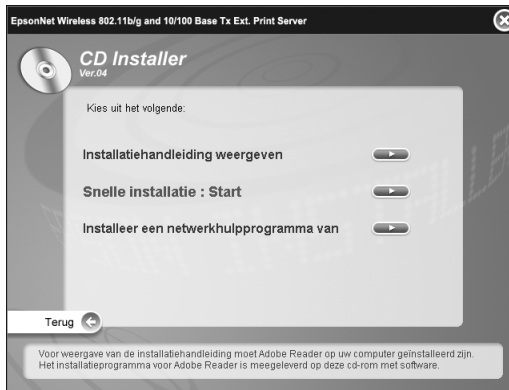 EpsonNet Wireless 802.11b/g and 10/100 Base Tx Ext. Print Server
CD Installer
Ver.04
Kies uit het volgende:
Installatiehandleiding weergeven
Snelle installatie : Start
Installeer een netwerkhulpprogramma van
Terug
Voor weergave van de installatiehandleiding moet Adobe Reader op uw computer geïnstalleerd zijn.
Het installatieprogramma voor Adobe Reader is meegeleverd op deze cd-rom met software.